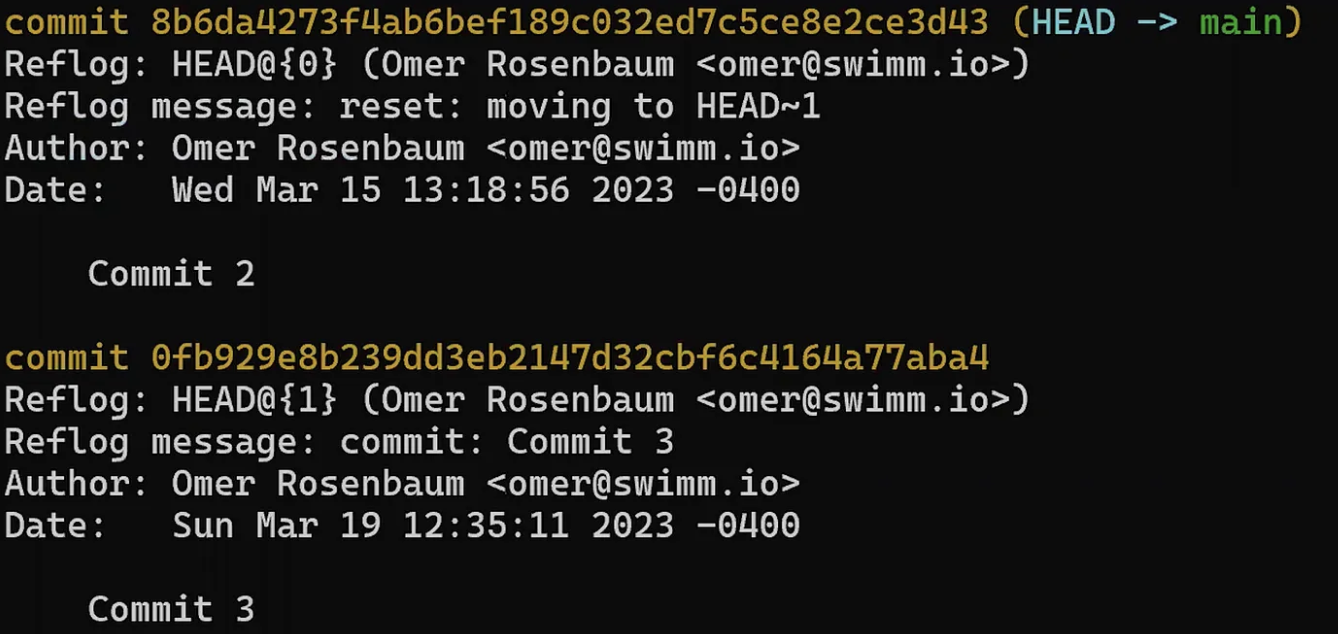 commit 8b6da4273f4ab6bef189c032ed7c5ce8e2ce3d43 (HEAD -> main)
Reflog: HEAD@{0} (Omer Rosenbaum <omer@swimm.io>)
Reflog message: reset: moving to HEAD~1
Author: Omer Rosenbaum <omer@swimm.io>
Date:   Wed Mar 15 13:18:56 2023 -0400
Commit 2
commit 0fb929e8b239dd3eb2147d32cbf6c4164a77aba4
Reflog: HEAD@{1} (Omer Rosenbaum <omer@swimm.io>)
Reflog message: commit: Commit 3
Author: Omer Rosenbaum <omer@swimm.io>
Date:   Sun Mar 19 12:35:11 2023 -0400
Commit 3